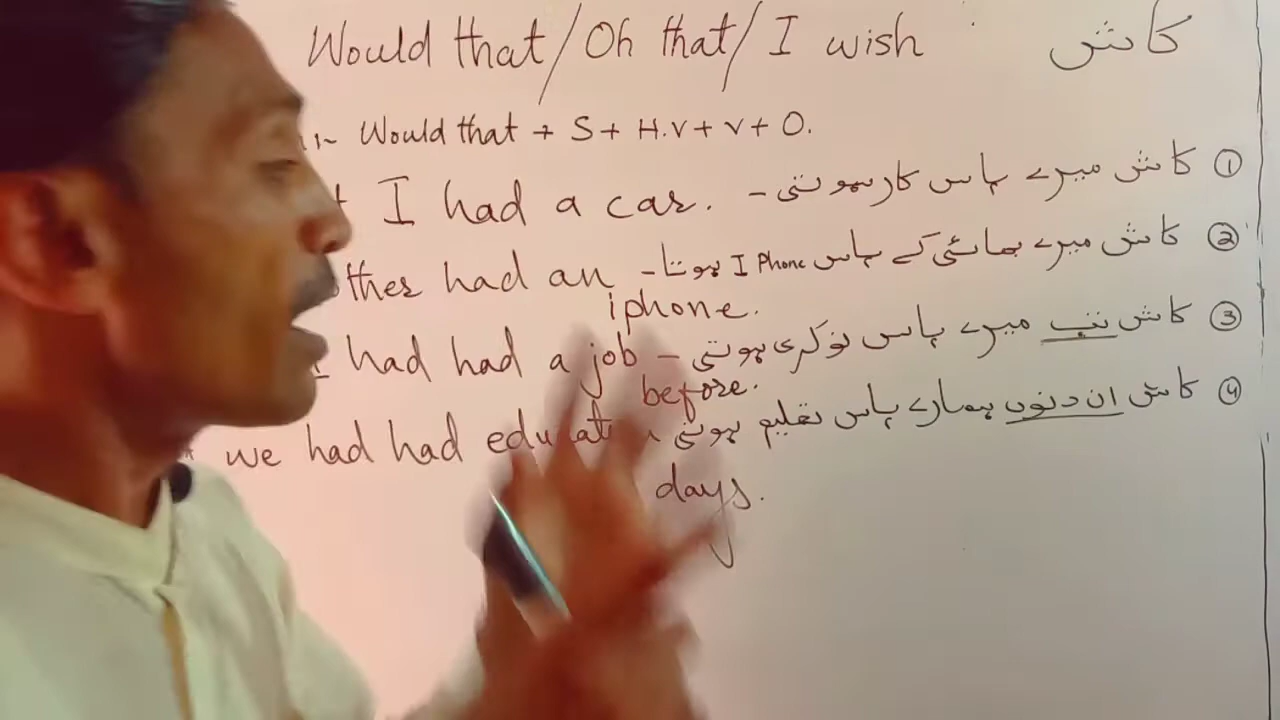 Would that/Oh that/I wish کاش
Would that + S + H.V + V + O.
I had a car. کاش میرے پاس کار ہوتی - ①
had an کاش میرے بھائی کے پاس I Phone ہوتا - ②
iphone.
had had a job کاش تب میرے پاس نوکری ہوتی - ③
before.
we had had کاش ان دنوں ہمارے پاس تعلیم ہوتی ④
days.